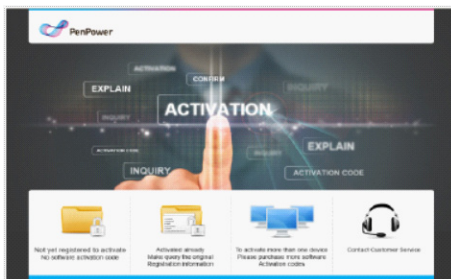 PenPower
ACTIVATION
CONFIRM
EXPLAIN
INQUIRY
ACTIVATION
INQUIRY
EXPLAIN
ACTIVATION CODE
INQUIRY
INQUIRY
ACTIVATION CODE
Not yet registered to activate
No software activation code
Activated already
Make query the original
Registration information
To activate more than one device
Please purchase more software
Activation codes
Contact Customer Service